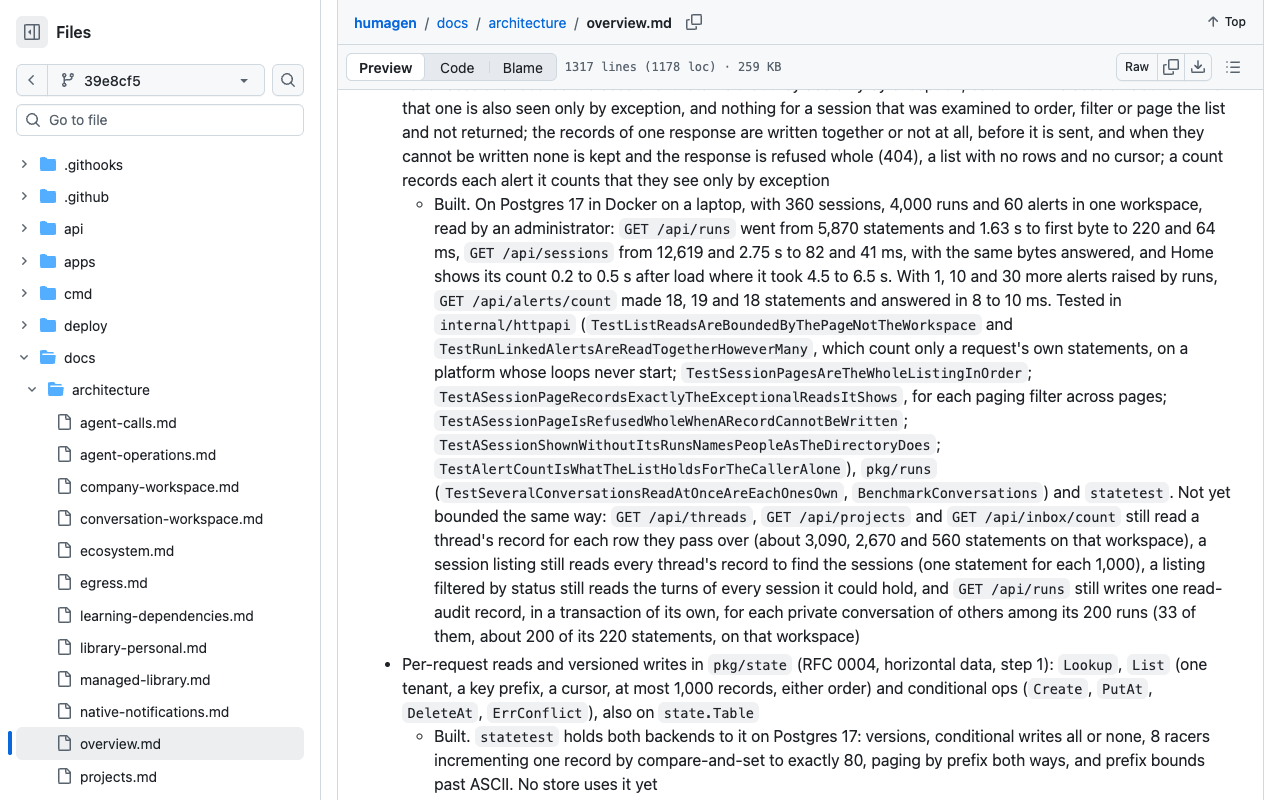 Files
39e8cf5
Go to file
.githooks
.github
api
apps
cmd
deploy
docs
architecture
agent-calls.md
agent-operations.md
company-workspace.md
conversation-workspace.md
ecosystem.md
egress.md
learning-dependencies.md
library-personal.md
managed-library.md
native-notifications.md
overview.md
projects.md
humagen / docs / architecture / overview.md
Top
Preview Code Blame 1317 lines (1178 loc) · 259 KB
Raw
that one is also seen only by exception, and nothing for a session that was examined to order, filter or page the list
and not returned; the records of one response are written together or not at all, before it is sent, and when they
cannot be written none is kept and the response is refused whole (404), a list with no rows and no cursor; a count
records each alert it counts that they see only by exception
Built. On Postgres 17 in Docker on a laptop, with 360 sessions, 4,000 runs and 60 alerts in one workspace,
read by an administrator: GET /api/runs went from 5,870 statements and 1.63 s to first byte to 220 and 64
ms, GET /api/sessions from 12,619 and 2.75 s to 82 and 41 ms, with the same bytes answered, and Home
shows its count 0.2 to 0.5 s after load where it took 4.5 to 6.5 s. With 1, 10 and 30 more alerts raised by runs,
GET /api/alerts/count made 18, 19 and 18 statements and answered in 8 to 10 ms. Tested in
internal/httpapi ( TestListReadsAreBoundedByThePageNotTheWorkspace and
TestRunLinkedAlertsAreReadTogetherHoweverMany , which count only a request's own statements, on a
platform whose loops never start; TestSessionPagesAreTheWholeListingInOrder ;
TestASessionPageRecordsExactlyTheExceptionalReadsItShows , for each paging filter across pages;
TestASessionPageIsRefusedWholeWhenARecordCannotBeWritten ;
TestASessionShownWithoutItsRunsNamesPeopleAsTheDirectoryDoes ;
TestAlertCountIsWhatTheListHoldsForTheCallerAlone ), pkg/runs
( TestSeveralConversationsReadAtOnceAreEachOnesOwn , BenchmarkConversations ) and statetest . Not yet
bounded the same way: GET /api/threads , GET /api/projects and GET /api/inbox/count still read a
thread's record for each row they pass over (about 3,090, 2,670 and 560 statements on that workspace), a
session listing still reads every thread's record to find the sessions (one statement for each 1,000), a listing
filtered by status still reads the turns of every session it could hold, and GET /api/runs still writes one read-
audit record, in a transaction of its own, for each private conversation of others among its 200 runs (33 of
them, about 200 of its 220 statements, on that workspace)
Per-request reads and versioned writes in pkg/state (RFC 0004, horizontal data, step 1): Lookup , List (one
tenant, a key prefix, a cursor, at most 1,000 records, either order) and conditional ops ( Create , PutAt ,
DeleteAt , ErrConflict ), also on state.Table
Built. statetest holds both backends to it on Postgres 17: versions, conditional writes all or none, 8 racers
incrementing one record by compare-and-set to exactly 80, paging by prefix both ways, and prefix bounds
past ASCII. No store uses it yet